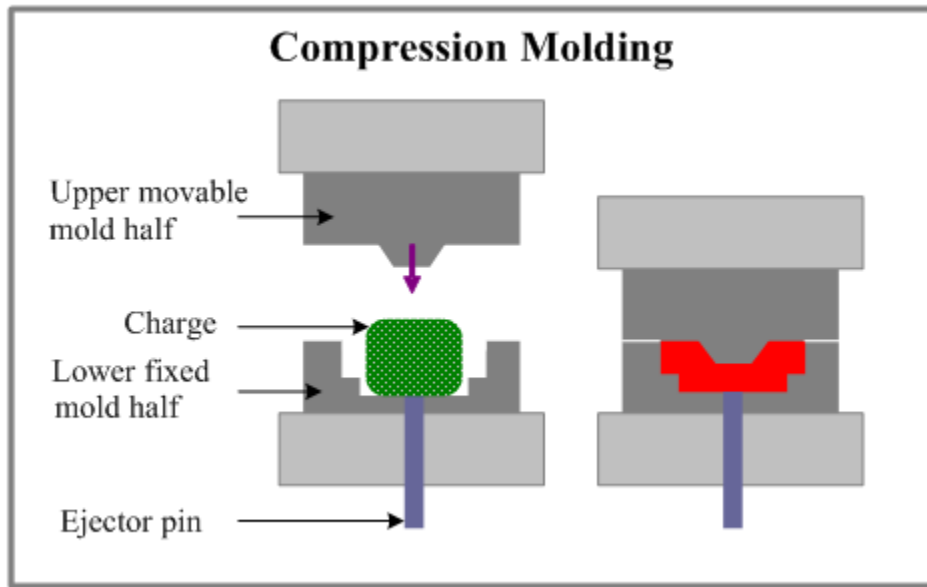 Compression Molding
Upper movable
mold half
Charge
Lower fixed
mold half
Ejector pin